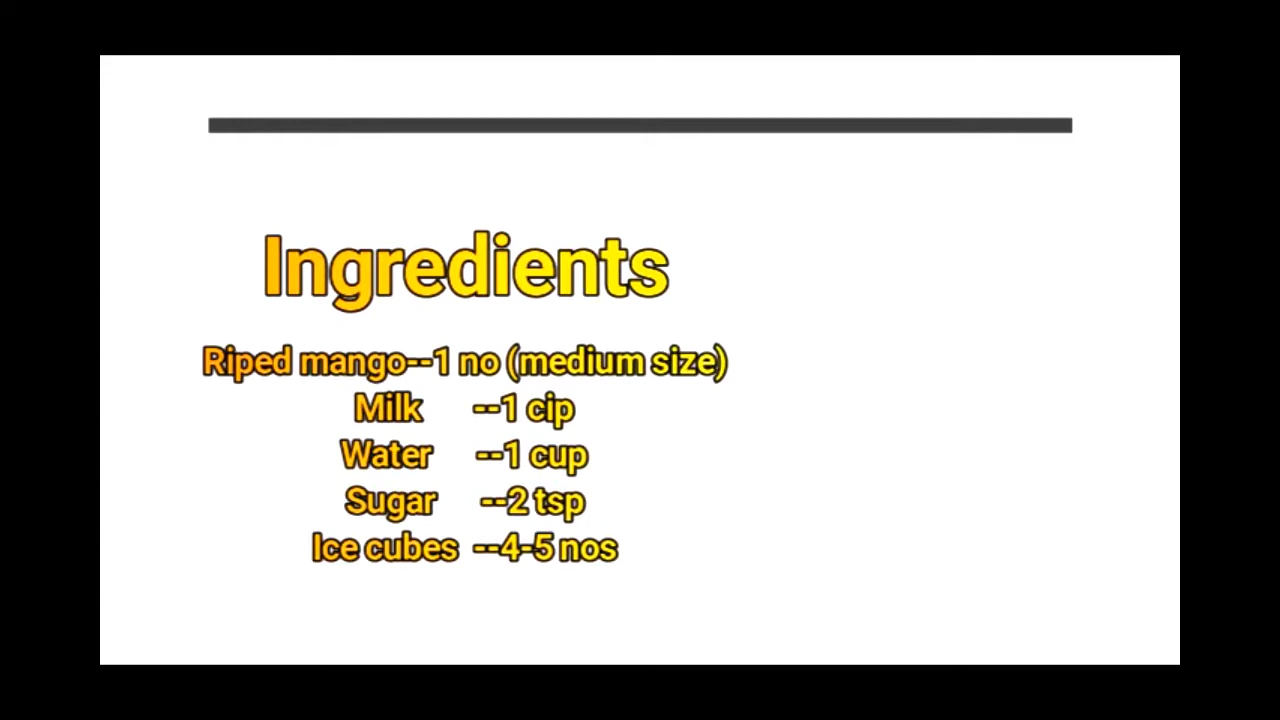 Ingredients
Riped mango--1 no (medium size)
Milk --1 cip
Water --1 cup
Sugar --2 tsp
Ice cubes --4-5 nos